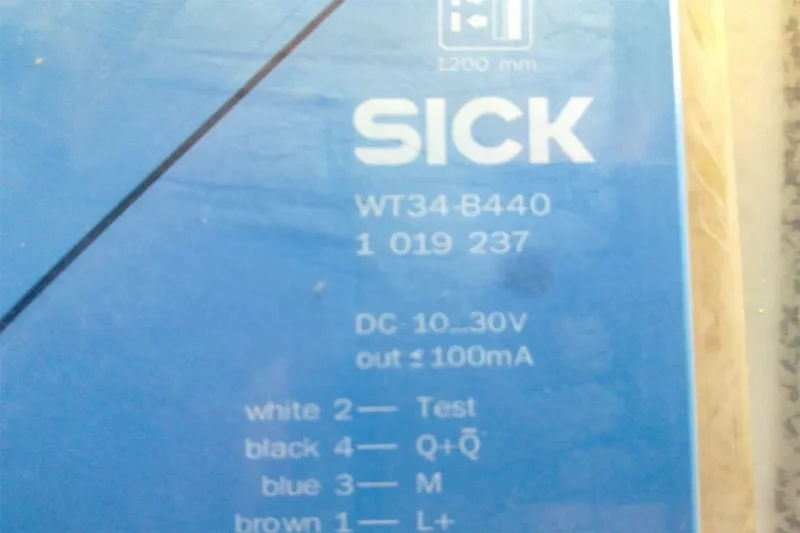 1200 mm
SICK
WT34-B440
1 019 237
DC 10...30V
out ≤ 100mA
white 2 — Test
black 4 — Q+Q̅
blue 3 — M
brown 1 — L+